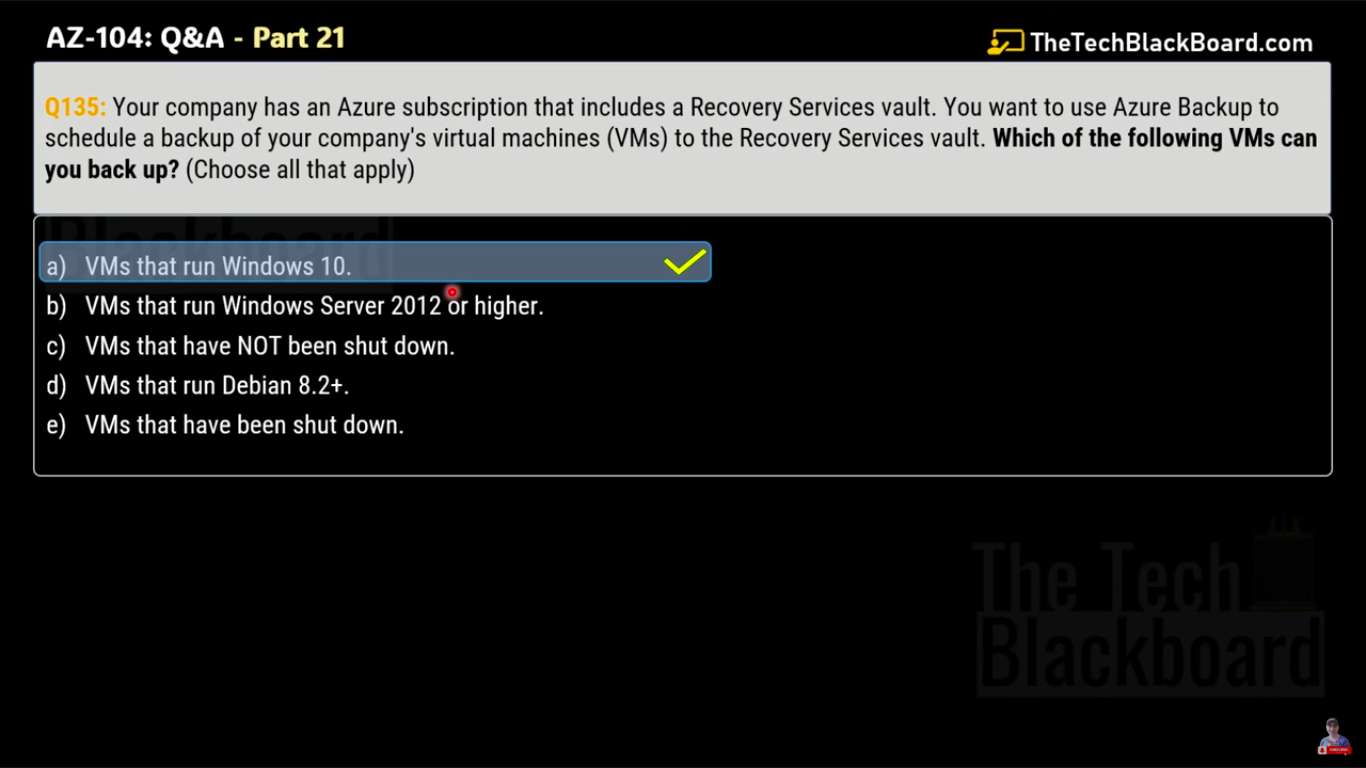 AZ-104: Q&A - Part 21
TheTechBlackBoard.com
Q135: Your company has an Azure subscription that includes a Recovery Services vault. You want to use Azure Backup to
schedule a backup of your company's virtual machines (VMs) to the Recovery Services vault. Which of the following VMs can
you back up? (Choose all that apply)
Blackboard
a) VMs that run Windows 10.
b) VMs that run Windows Server 2012 or higher.
c) VMs that have NOT been shut down.
d) VMs that run Debian 8.2+.
e) VMs that have been shut down.
The Tech
Blackboard